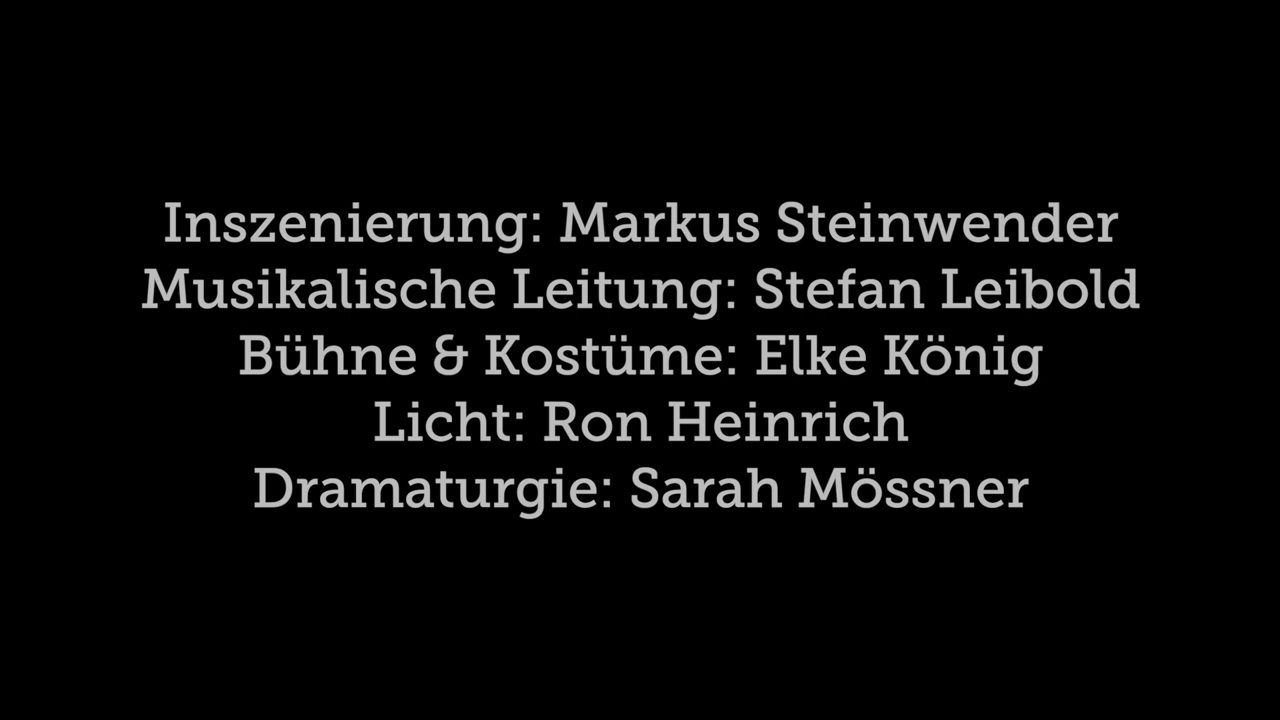 Inszenierung: Markus Steinwender
Musikalische Leitung: Stefan Leibold
Bühne & Kostüme: Elke König
Licht: Ron Heinrich
Dramaturgie: Sarah Mössner